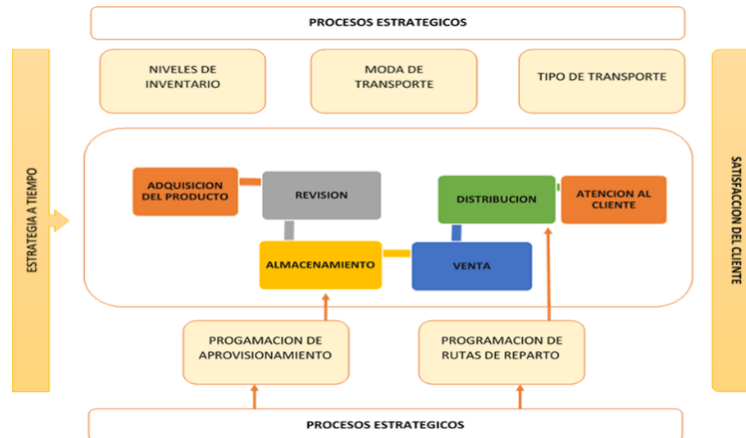 PROCESOS ESTRATEGICOS
NIVELES DE
INVENTARIO
MODA DE
TRANSPORTE
TIPO DE TRANSPORTE
ESTRATEGIA A TIEMPO
ADQUISICION
DEL PRODUCTO
REVISION
ALMACENAMIENTO
VENTA
DISTRIBUCION
ATENCION AL
CLIENTE
SATISFACCION DEL CLIENTE
PROGAMACION DE
APROVISIONAMIENTO
PROGRAMACION DE
RUTAS DE REPARTO
PROCESOS ESTRATEGICOS